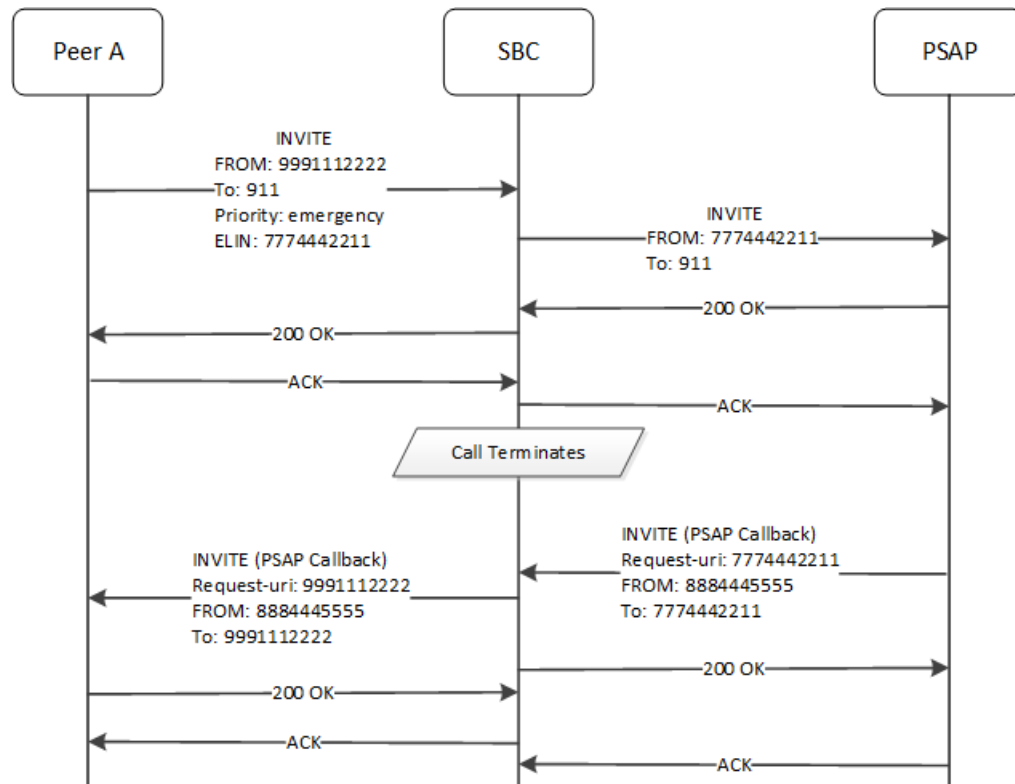 Peer A
SBC
PSAP
INVITE
FROM: 9991112222
To: 911
Priority: emergency
ELIN: 7774442211
INVITE
FROM: 7774442211
To: 911
200 OK
200 OK
ACK
ACK
Call Terminates
INVITE (PSAP Callback)
Request-uri: 7774442211
FROM: 8884445555
To: 7774442211
INVITE (PSAP Callback)
Request-uri: 9991112222
FROM: 8884445555
To: 9991112222
200 OK
200 OK
ACK
ACK